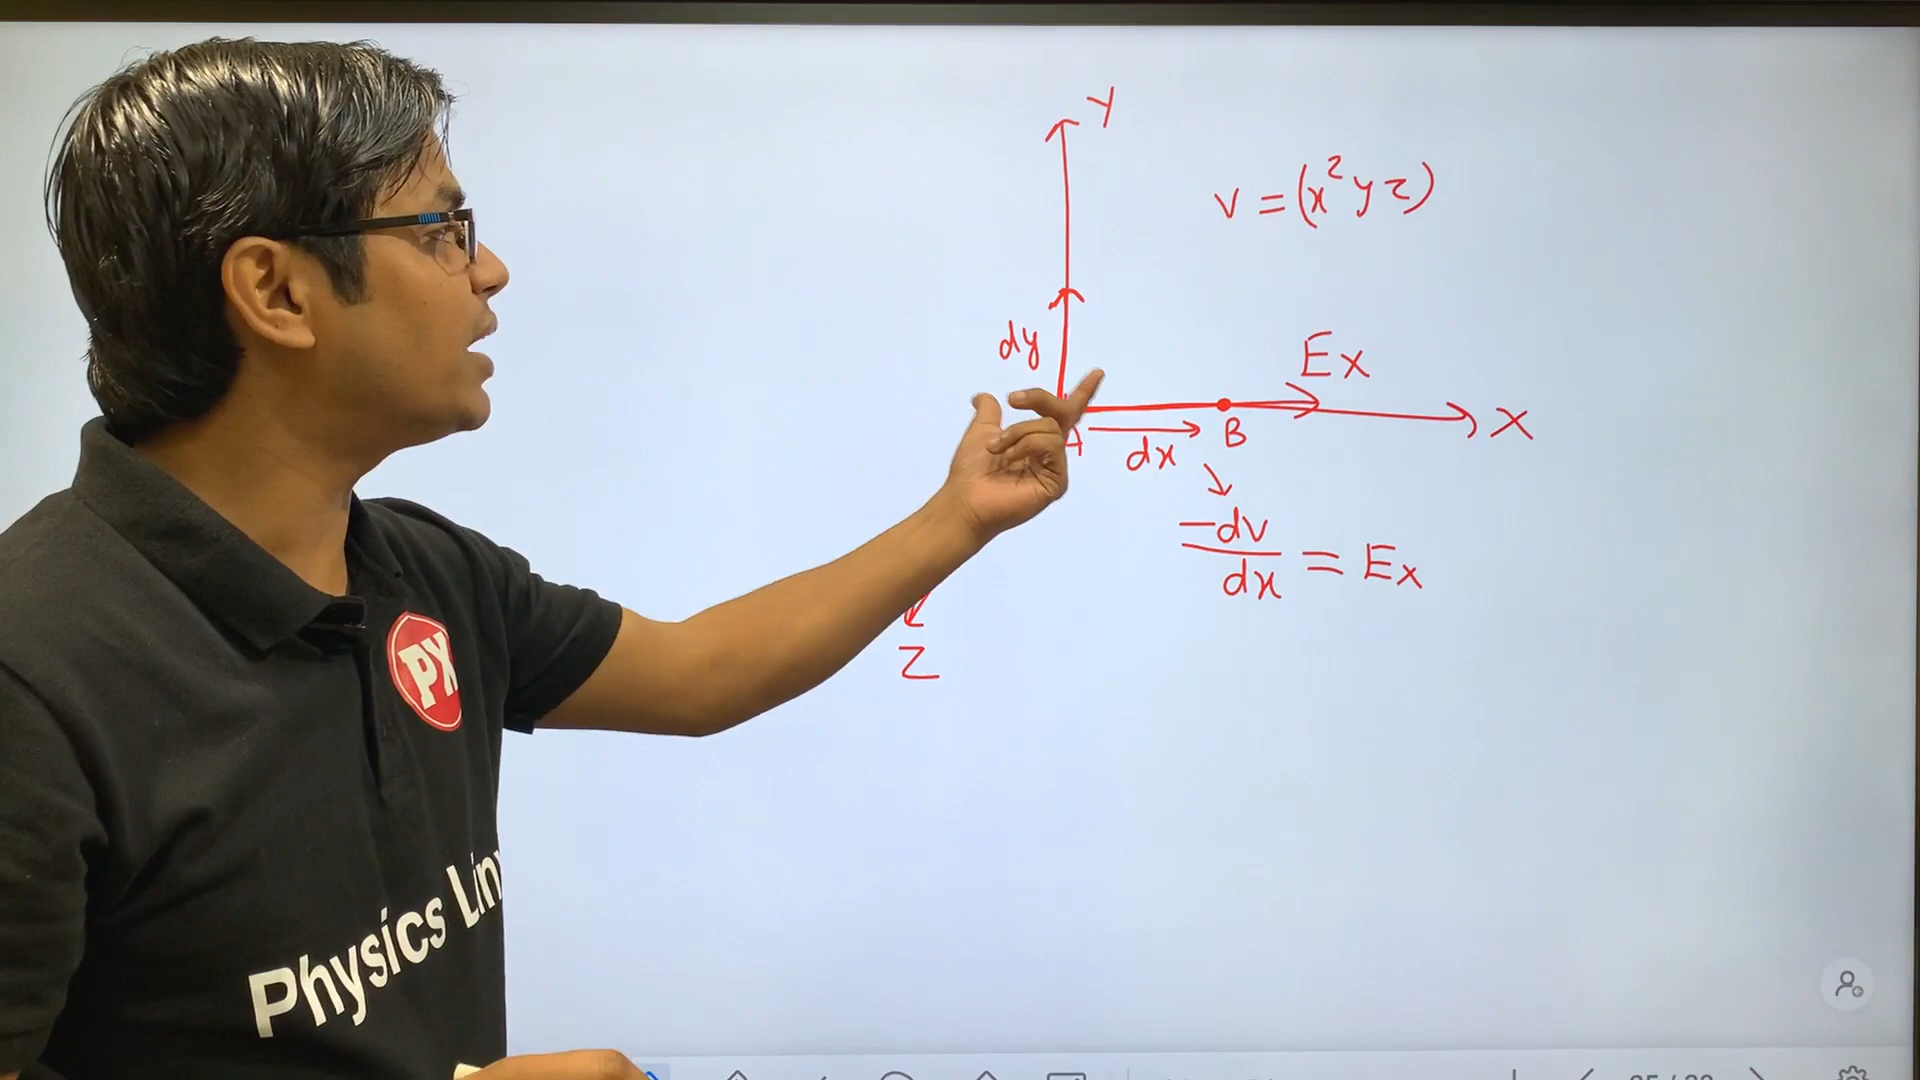 Y
V = (x²yz)
dy
Ex
X
A
B
dx
-dv
dx
= Ex
Z
PX
Physics Lin